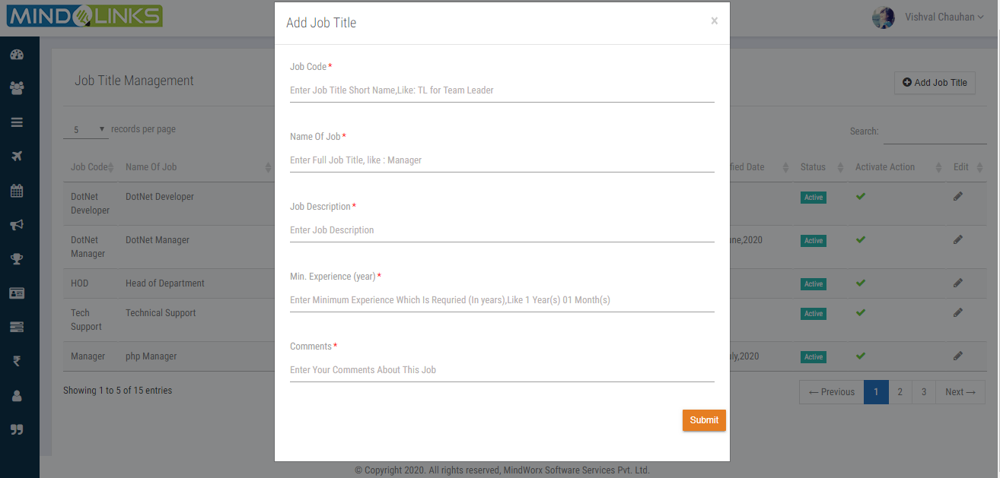 MINDLINKS
Vishval Chauhan
Add Job Title
×
Job Code *
Enter Job Title Short Name,Like: TL for Team Leader
Name Of Job *
Enter Full Job Title, like : Manager
Job Description *
Enter Job Description
Min. Experience (year) *
Enter Minimum Experience Which Is Requried (In years),Like 1 Year(s) 01 Month(s)
Comments *
Enter Your Comments About This Job
Submit
Job Title Management
Add Job Title
5 records per page
Search:
Job Code Name Of Job Date Status Activate Action Edit
DotNet Developer DotNet Developer Active
DotNet Manager DotNet Manager ,2020 Active
HOD Head of Department Active
Tech Support Technical Support Active
Manager php Manager ,2020 Active
Showing 1 to 5 of 15 entries
← Previous 1 2 3 Next →
© Copyright 2020. All rights reserved, MindWorx Software Services Pvt. Ltd.